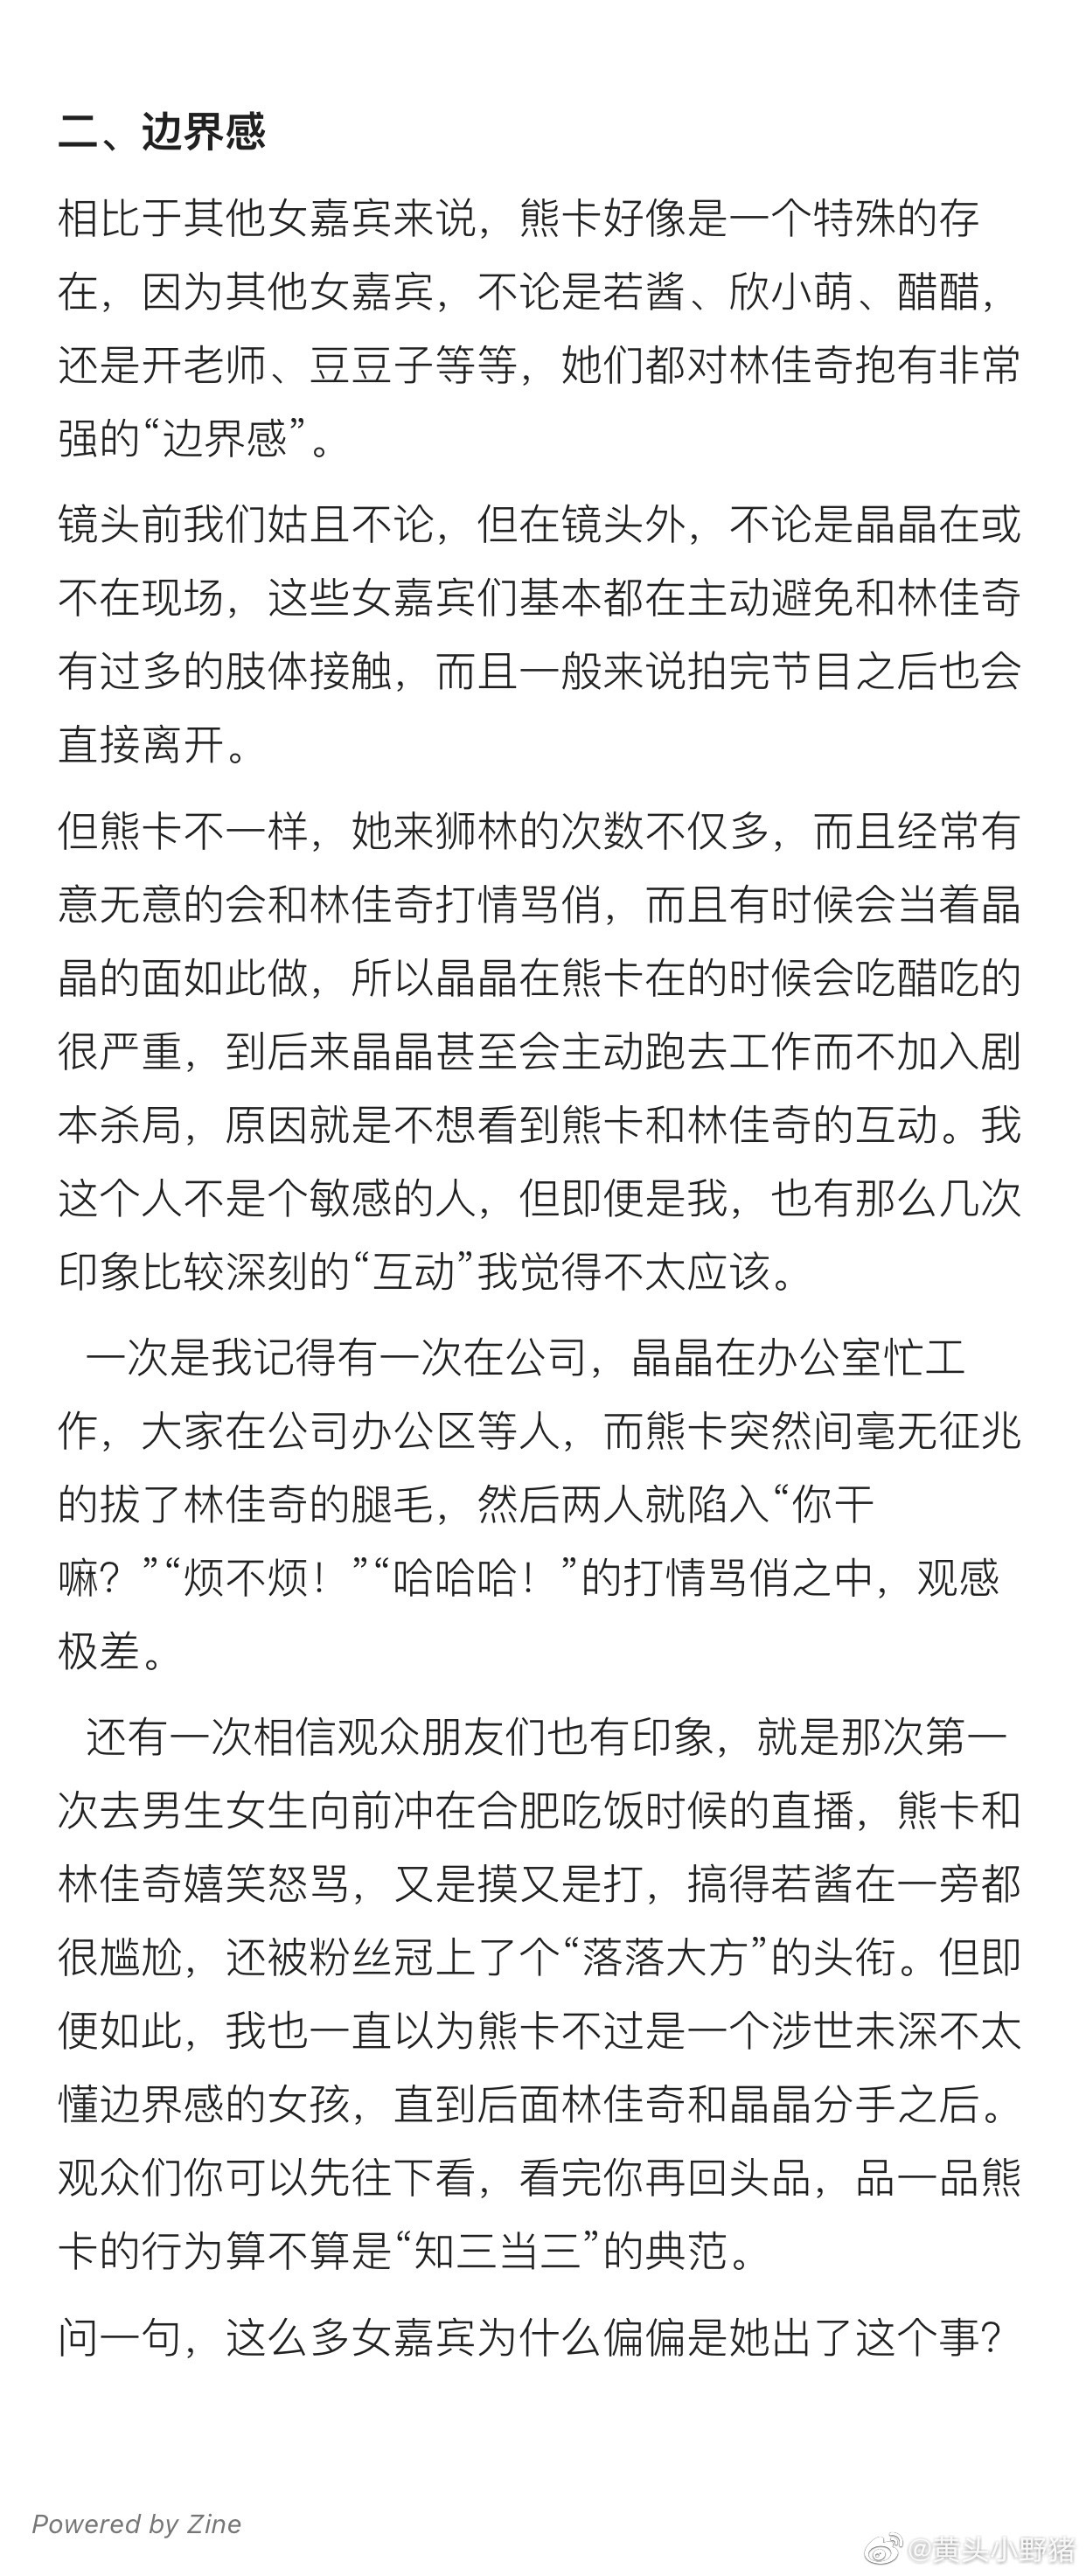 二、边界感
相比于其他女嘉宾来说，熊卡好像是一个特殊的存
在，因为其他女嘉宾，不论是若酱、欣小萌、醋醋，
还是开老师、豆豆子等等，她们都对林佳奇抱有非常
强的“边界感”。
镜头前我们姑且不论，但在镜头外，不论是晶晶在或
不在现场，这些女嘉宾们基本都在主动避免和林佳奇
有过多的肢体接触，而且一般来说拍完节目之后也会
直接离开。
但熊卡不一样，她来狮林的次数不仅多，而且经常有
意无意的会和林佳奇打情骂俏，而且有时候会当着晶
晶的面如此做，所以晶晶在熊卡在的时候会吃醋吃的
很严重，到后来晶晶甚至会主动跑去工作而不加入剧
本杀局，原因就是不想看到熊卡和林佳奇的互动。我
这个人不是个敏感的人，但即便是我，也有那么几次
印象比较深刻的“互动”我觉得不太应该。
一次是我记得有一次在公司，晶晶在办公室忙工
作，大家在公司办公区等人，而熊卡突然间毫无征兆
的拔了林佳奇的腿毛，然后两人就陷入“你干
嘛？”“烦不烦！”“哈哈哈！”的打情骂俏之中，观感
极差。
还有一次相信观众朋友们也有印象，就是那次第一
次去男生女生向前冲在合肥吃饭时候的直播，熊卡和
林佳奇嬉笑怒骂，又是摸又是打，搞得若酱在一旁都
很尴尬，还被粉丝冠上了个“落落大方”的头衔。但即
便如此，我也一直以为熊卡不过是一个涉世未深不太
懂边界感的女孩，直到后面林佳奇和晶晶分手之后。
观众们你可以先往下看，看完你再回头品，品一品熊
卡的行为算不算是“知三当三”的典范。
问一句，这么多女嘉宾为什么偏偏是她出了这个事？
Powered by Zine
@黄头小野猪